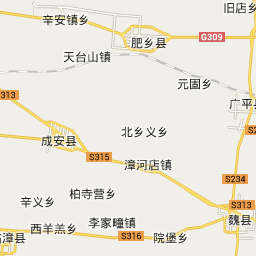 旧店乡
辛安镇乡
G309
肥乡县
天台山镇
元固乡
S313
广平县
北乡义乡
成安县
S315
漳河店镇
S234
柏寺营乡
辛义乡
S313
李家疃镇
魏县
西羊羔乡
S316
院堡乡
临漳县